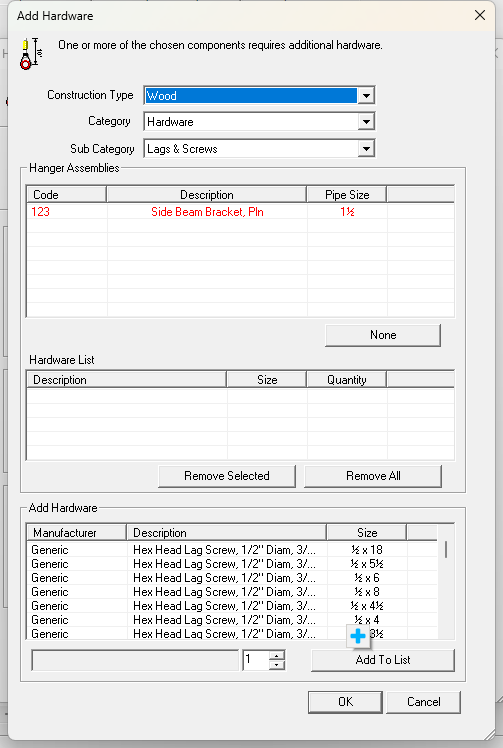 Add Hardware
One or more of the chosen components requires additional hardware.
Construction Type Wood
Category Hardware
Sub Category Lags & Screws
Hanger Assemblies
Code Description Pipe Size
123 Side Beam Bracket, Pln 1½
None
Hardware List
Description Size Quantity
Remove Selected Remove All
Add Hardware
Manufacturer Description Size
Generic Hex Head Lag Screw, 1/2" Diam, 3/... ½ x 18
Generic Hex Head Lag Screw, 1/2" Diam, 3/... ½ x 5½
Generic Hex Head Lag Screw, 1/2" Diam, 3/... ½ x 6
Generic Hex Head Lag Screw, 1/2" Diam, 3/... ½ x 8
Generic Hex Head Lag Screw, 1/2" Diam, 3/... ½ x 4½
Generic Hex Head Lag Screw, 1/2" Diam, 3/... ½ x 4
Generic Hex Head Lag Screw, 1/2" Diam, 3/... 3½
1 Add To List
OK Cancel